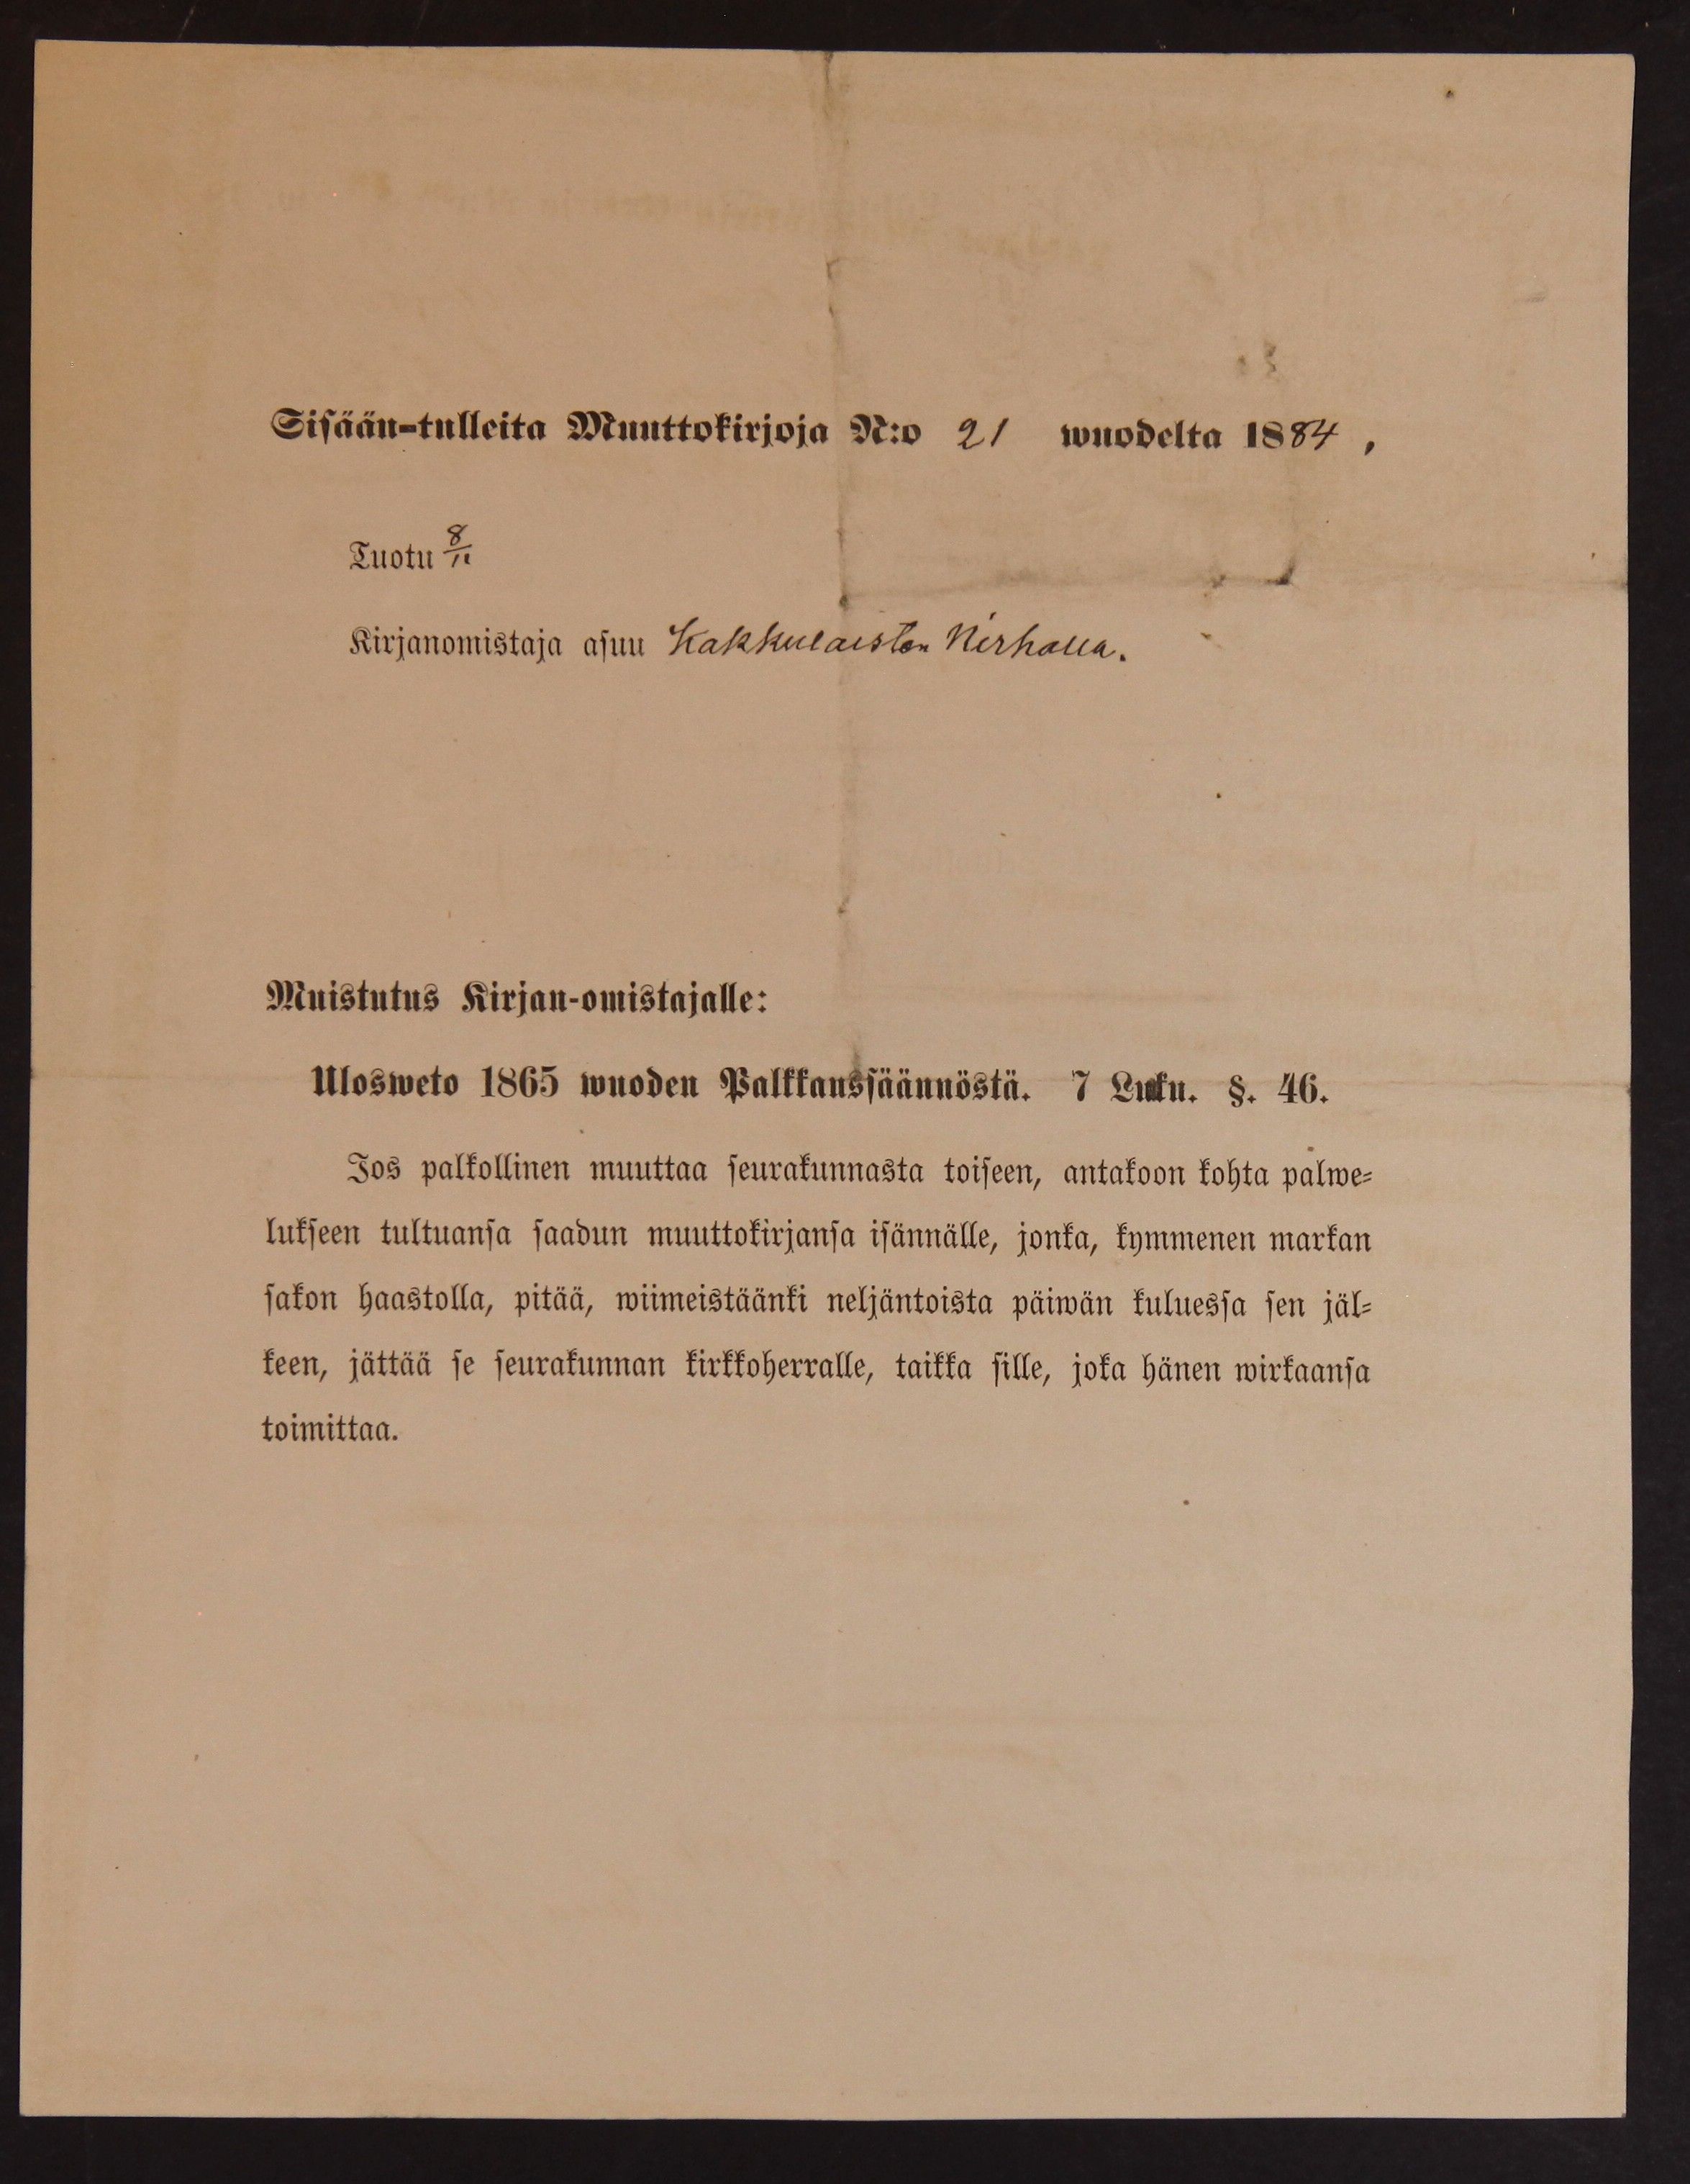 Sisään-tulleita Muuttokirjoja N:o 21 wuodelta 1884,
Tuotu 8/11
Kirjanomistaja asuu Kakkulaisten Nirhalla.
Muistutus Kirjan-omistajalle:
Ulosweto 1865 wuoden Palkkaussäännöstä. 7 Luku. §. 46.
Jos palkollinen muuttaa seurakunnasta toiseen, antakoon kohta palwe-
lukseen tultuansa saadun muuttokirjansa isännälle, jonka, kymmenen markan
sakon haastolla, pitää, wiimeistäänki neljäntoista päiwän kuluessa sen jäl-
keen, jättää se seurakunnan kirkkoherralle, taikka sille, joka hänen wirkaansa
toimittaa.